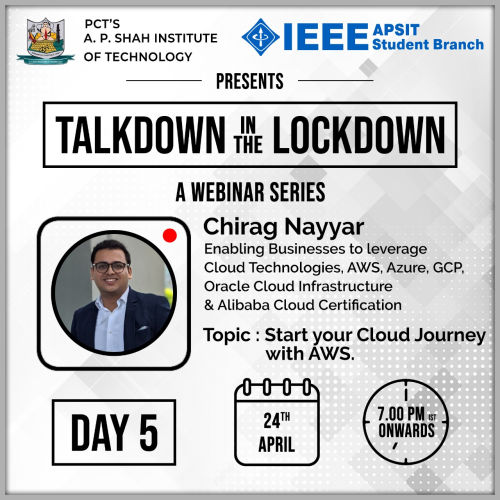 PCT'S
A. P. SHAH INSTITUTE
OF TECHNOLOGY
IEEE APSIT
Student Branch
PRESENTS
TALKDOWN IN THE LOCKDOWN
A WEBINAR SERIES
Chirag Nayyar
Enabling Businesses to leverage
Cloud Technologies, AWS, Azure, GCP,
Oracle Cloud Infrastructure
& Alibaba Cloud Certification
Topic : Start your Cloud Journey
with AWS.
DAY 5
24TH
APRIL
7.00 PM IST
ONWARDS